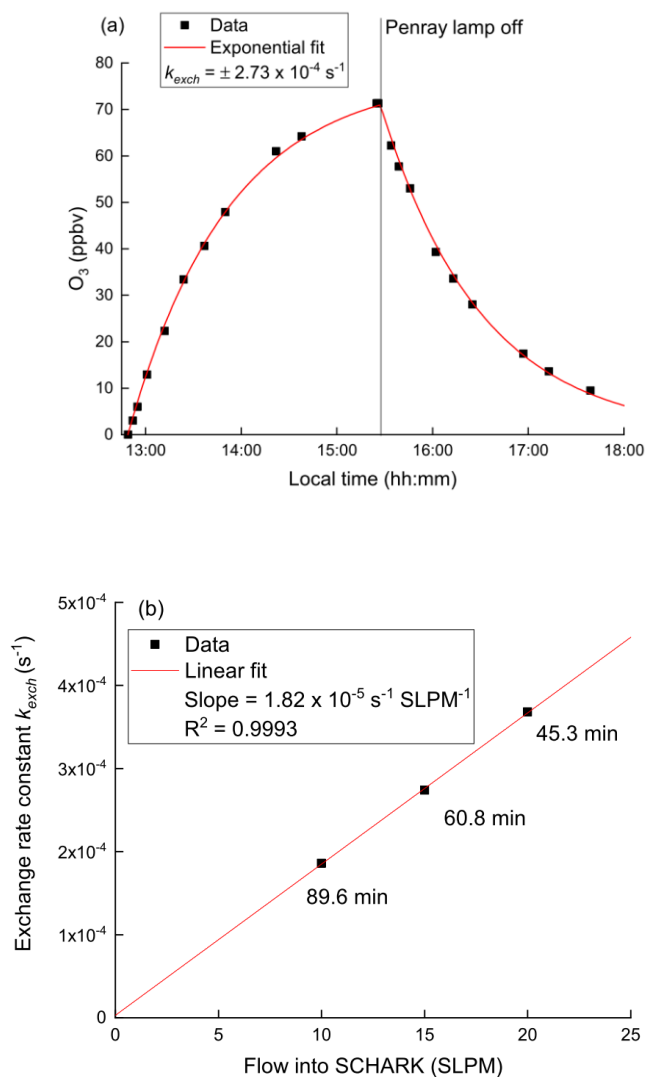 (a)
Data
Exponential fit
k_exch = ± 2.73 x 10⁻⁴ s⁻¹
Penray lamp off
80
70
60
50
40
30
20
10
0
O₃ (ppbv)
13:00 14:00 15:00 16:00 17:00 18:00
Local time (hh:mm)
(b)
Data
Linear fit
Slope = 1.82 x 10⁻⁵ s⁻¹ SLPM⁻¹
R² = 0.9993
5x10⁻⁴
4x10⁻⁴
3x10⁻⁴
2x10⁻⁴
1x10⁻⁴
0
Exchange rate constant k_exch (s⁻¹)
45.3 min
60.8 min
89.6 min
0 5 10 15 20 25
Flow into SCHARK (SLPM)